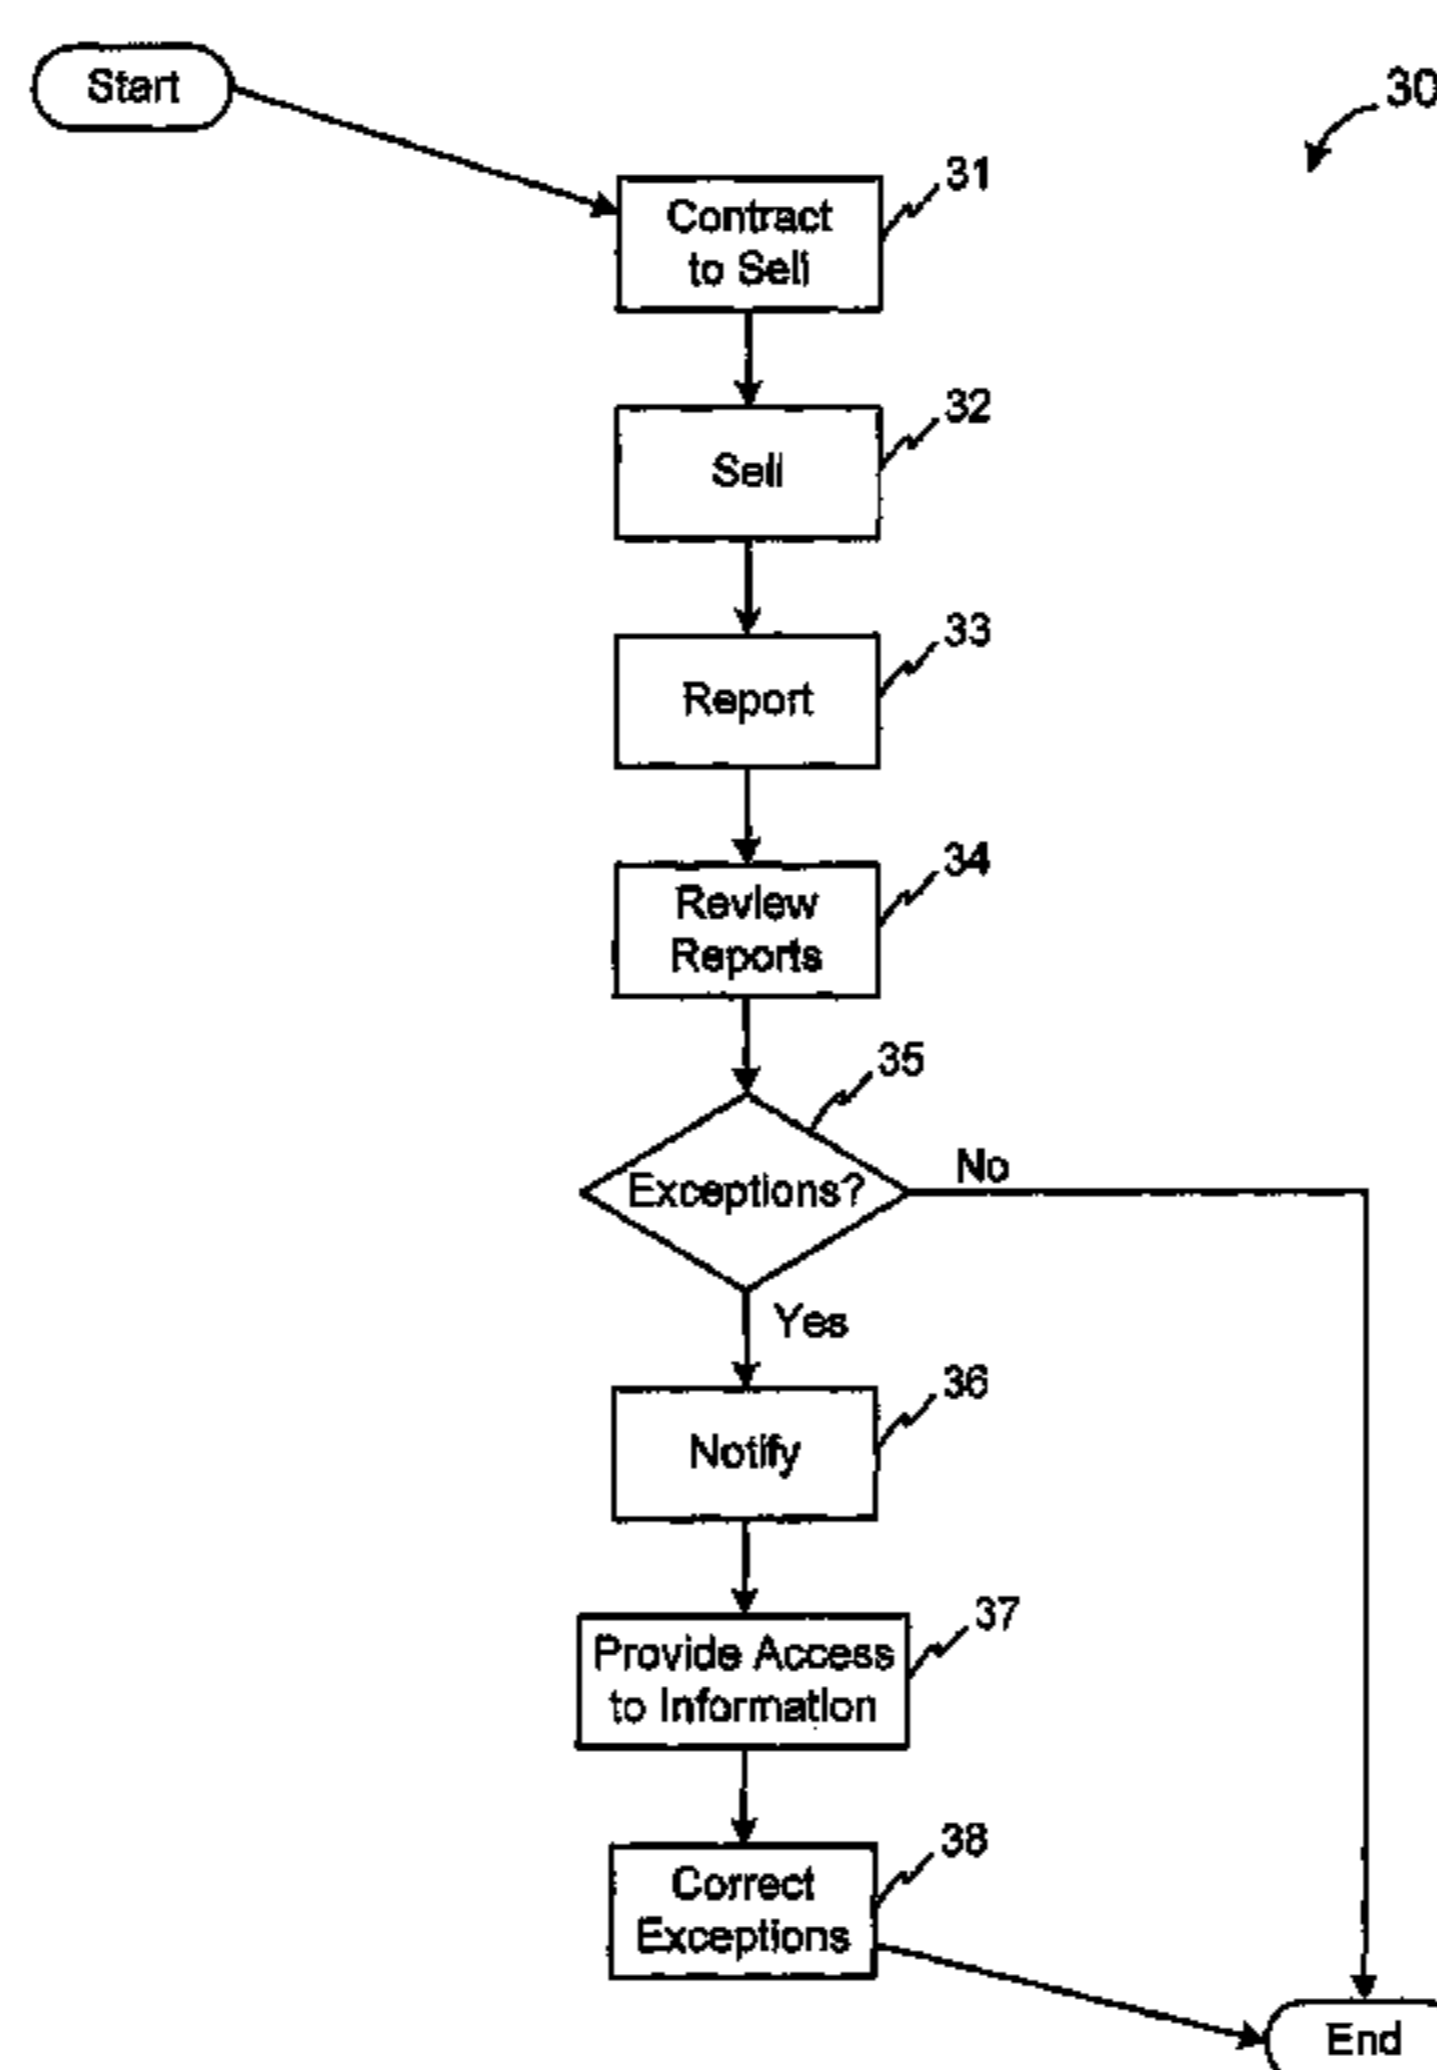 Start
30
31
Contract
to Sell
32
Sell
33
Report
34
Review
Reports
35
Exceptions?
No
Yes
36
Notify
37
Provide Access
to Information
38
Correct
Exceptions
End